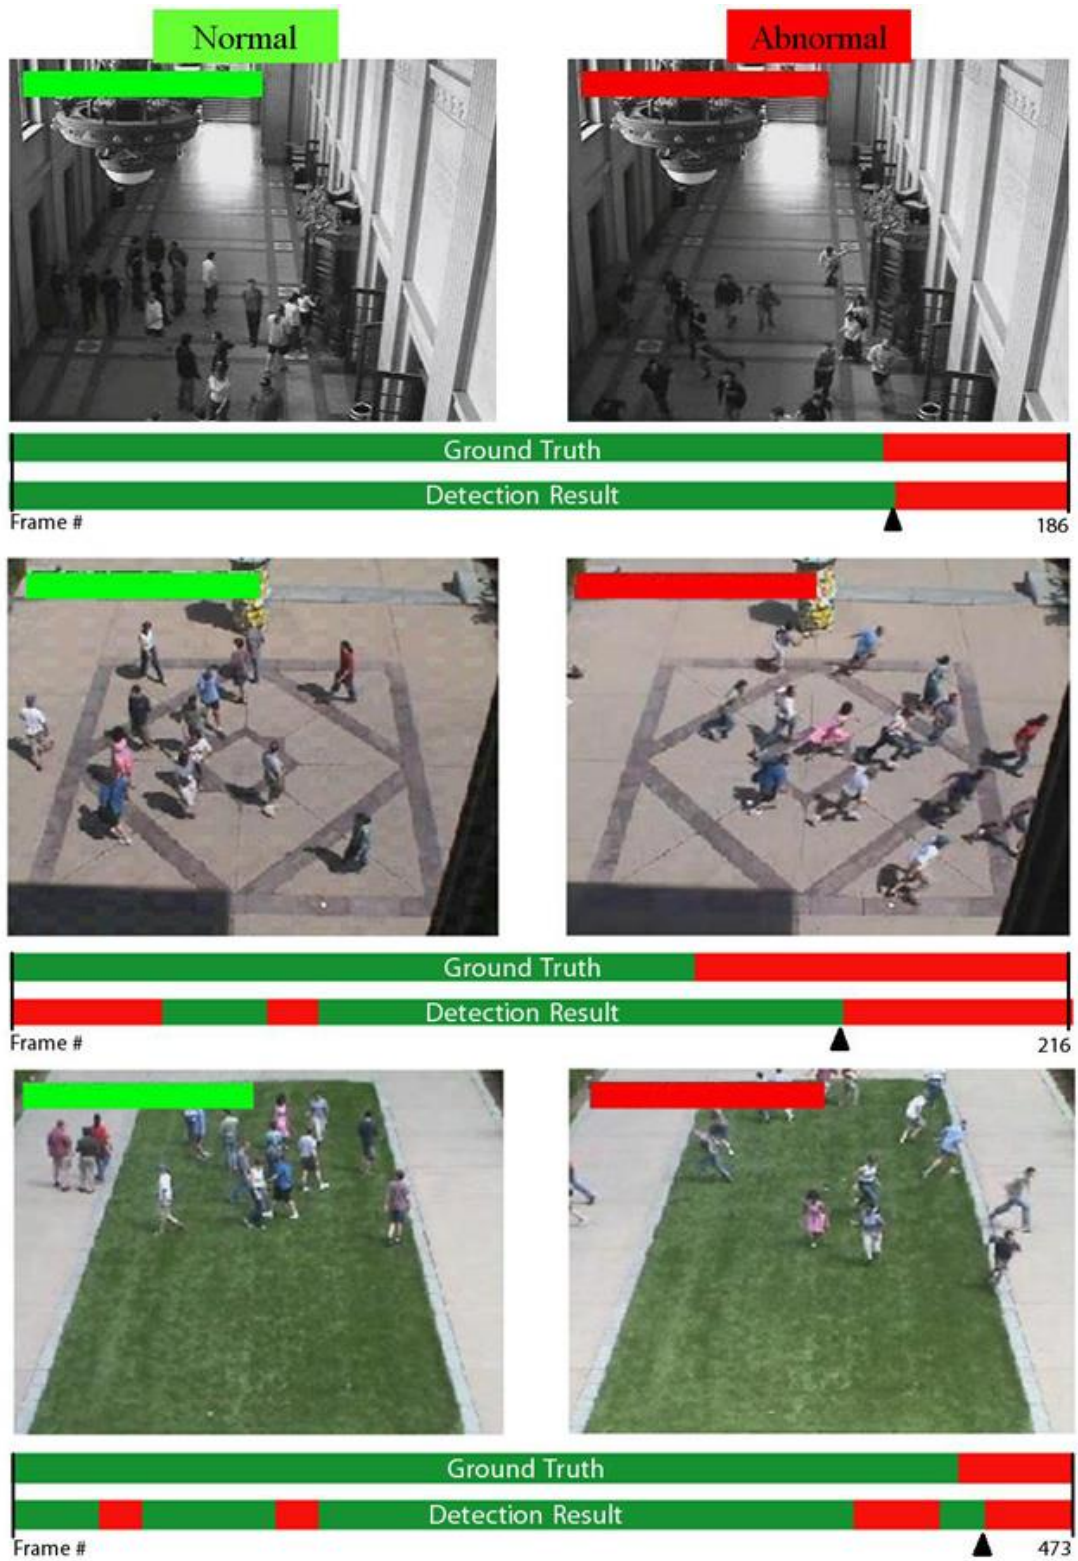 Normal
Abnormal
Ground Truth
Detection Result
Frame #
186
Ground Truth
Detection Result
Frame #
216
Ground Truth
Detection Result
Frame #
473